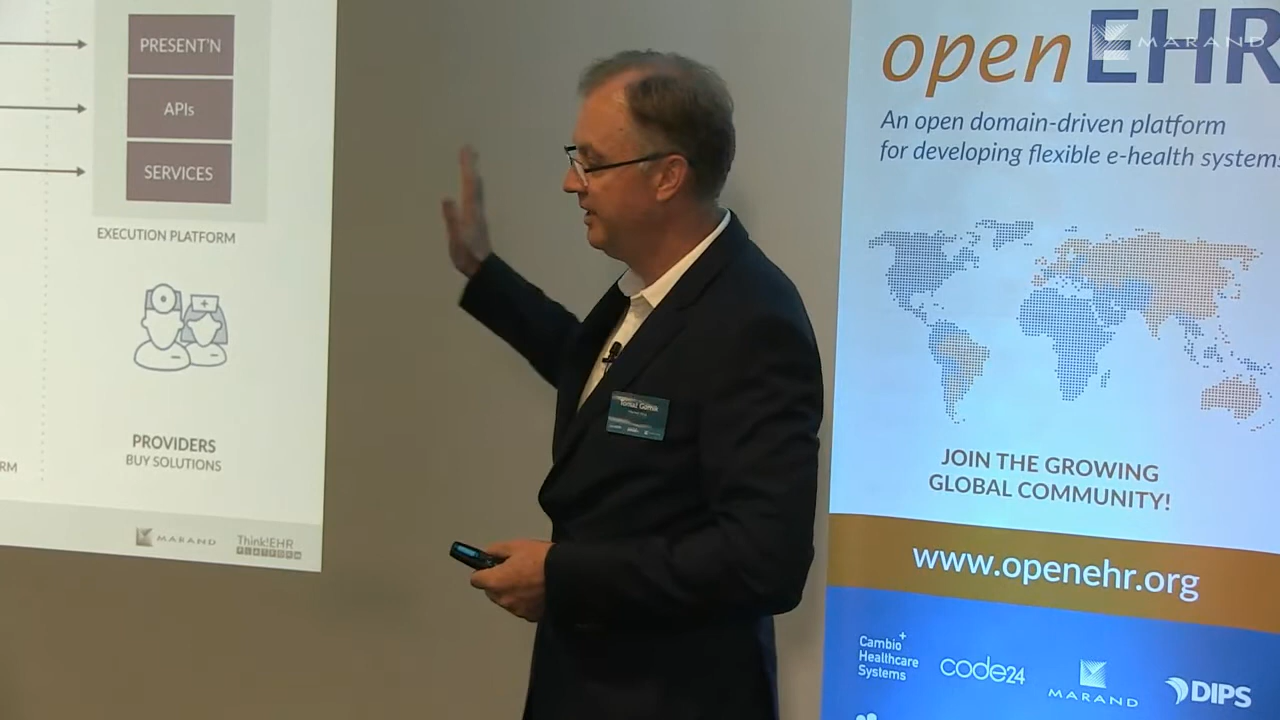 PRESENT'N
APIs
SERVICES
EXECUTION PLATFORM
PROVIDERS
BUY SOLUTIONS
RM
MARAND
Think!EHR
PLATFORM
Tomaž Gornik
openEHR
MARAND
An open domain-driven platform
for developing flexible e-health systems
JOIN THE GROWING
GLOBAL COMMUNITY!
www.openehr.org
Cambio+
Healthcare
Systems
code24
MARAND
DIPS